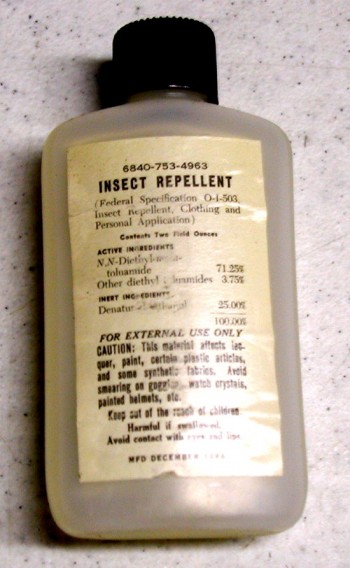 6840-753-4963
INSECT REPELLENT
(Federal Specification O-I-503,
Insect Repellent, Clothing and
Personal Application)
Contents Two Fluid Ounces
ACTIVE INGREDIENTS
N,N-Diethyl-meta-
toluamide 71.25%
Other diethyl toluamides 3.75%
INERT INGREDIENTS
Denatured ethanol 25.00%
100.00%
FOR EXTERNAL USE ONLY
CAUTION: This material affects lac-
quer, paint, certain plastic articles,
and some synthetic fabrics. Avoid
smearing on goggles, watch crystals,
painted helmets, etc.
Keep out of the reach of children
Harmful if swallowed.
Avoid contact with eyes and
MFD DECEMBER